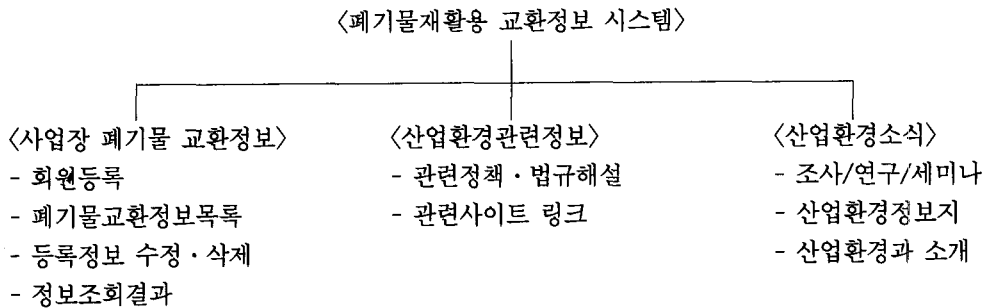 〈폐기물재활용 교환정보 시스템〉
〈사업장 폐기물 교환정보〉
- 회원등록
- 폐기물교환정보목록
- 등록정보 수정 · 삭제
- 정보조회결과
〈산업환경관련정보〉
- 관련정책 · 법규해설
- 관련사이트 링크
〈산업환경소식〉
- 조사/연구/세미나
- 산업환경정보지
- 산업환경과 소개